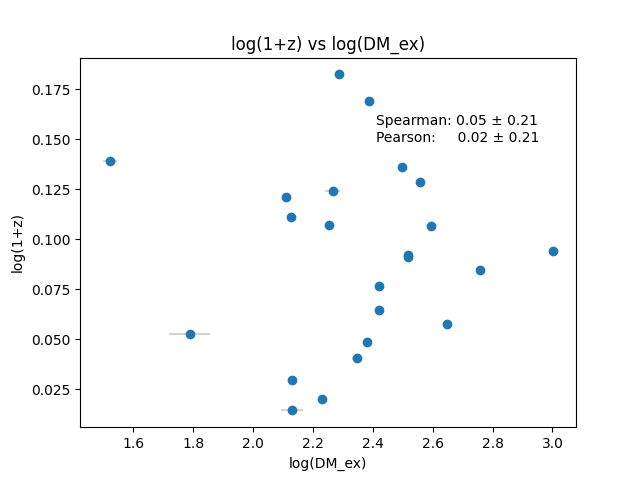 log(1+z) vs log(DM_ex)
Spearman: 0.05 ± 0.21
Pearson: 0.02 ± 0.21
log(1+z)
0.175
0.150
0.125
0.100
0.075
0.050
0.025
1.6 1.8 2.0 2.2 2.4 2.6 2.8 3.0
log(DM_ex)